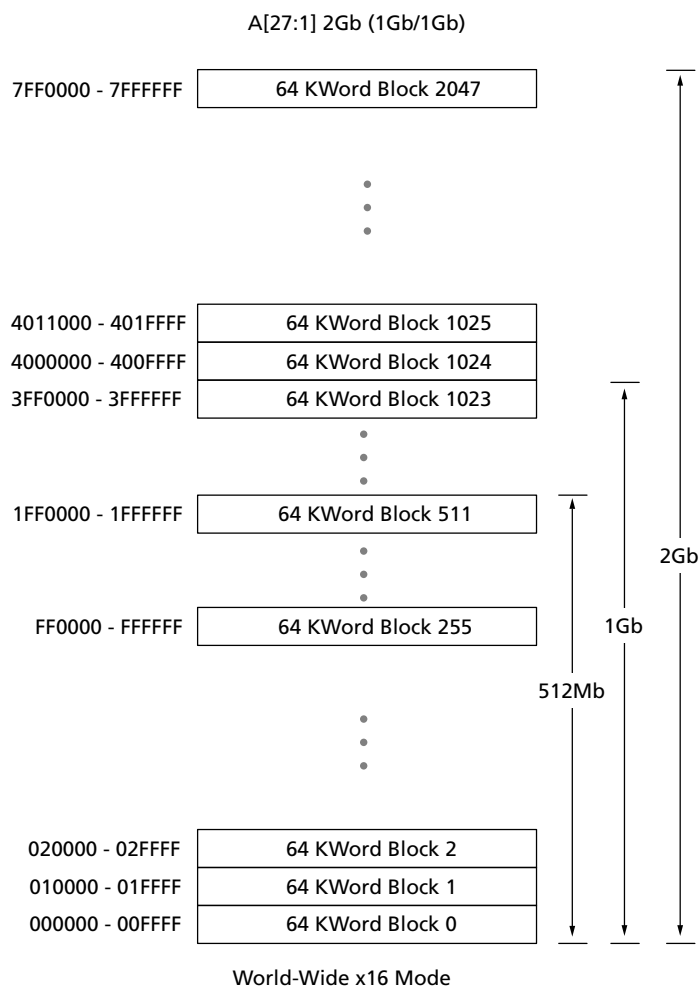 A[27:1] 2Gb (1Gb/1Gb)
7FF0000 - 7FFFFFF 64 KWord Block 2047
4011000 - 401FFFF 64 KWord Block 1025
4000000 - 400FFFF 64 KWord Block 1024
3FF0000 - 3FFFFFF 64 KWord Block 1023
1FF0000 - 1FFFFFF 64 KWord Block 511
2Gb
FF0000 - FFFFFF 64 KWord Block 255
1Gb
512Mb
020000 - 02FFFF 64 KWord Block 2
010000 - 01FFFF 64 KWord Block 1
000000 - 00FFFF 64 KWord Block 0
World-Wide x16 Mode